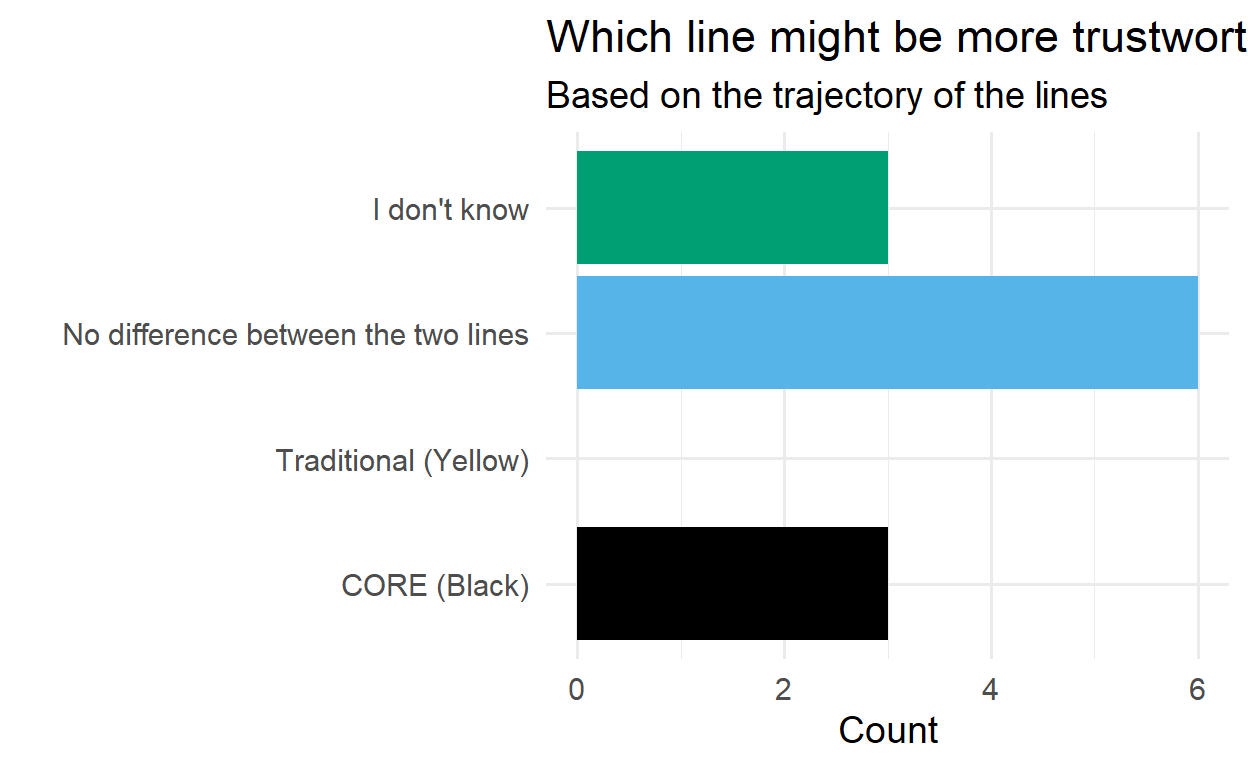 Which line might be more trustwort
Based on the trajectory of the lines
I don't know
No difference between the two lines
Traditional (Yellow)
CORE (Black)
0 2 4 6
Count